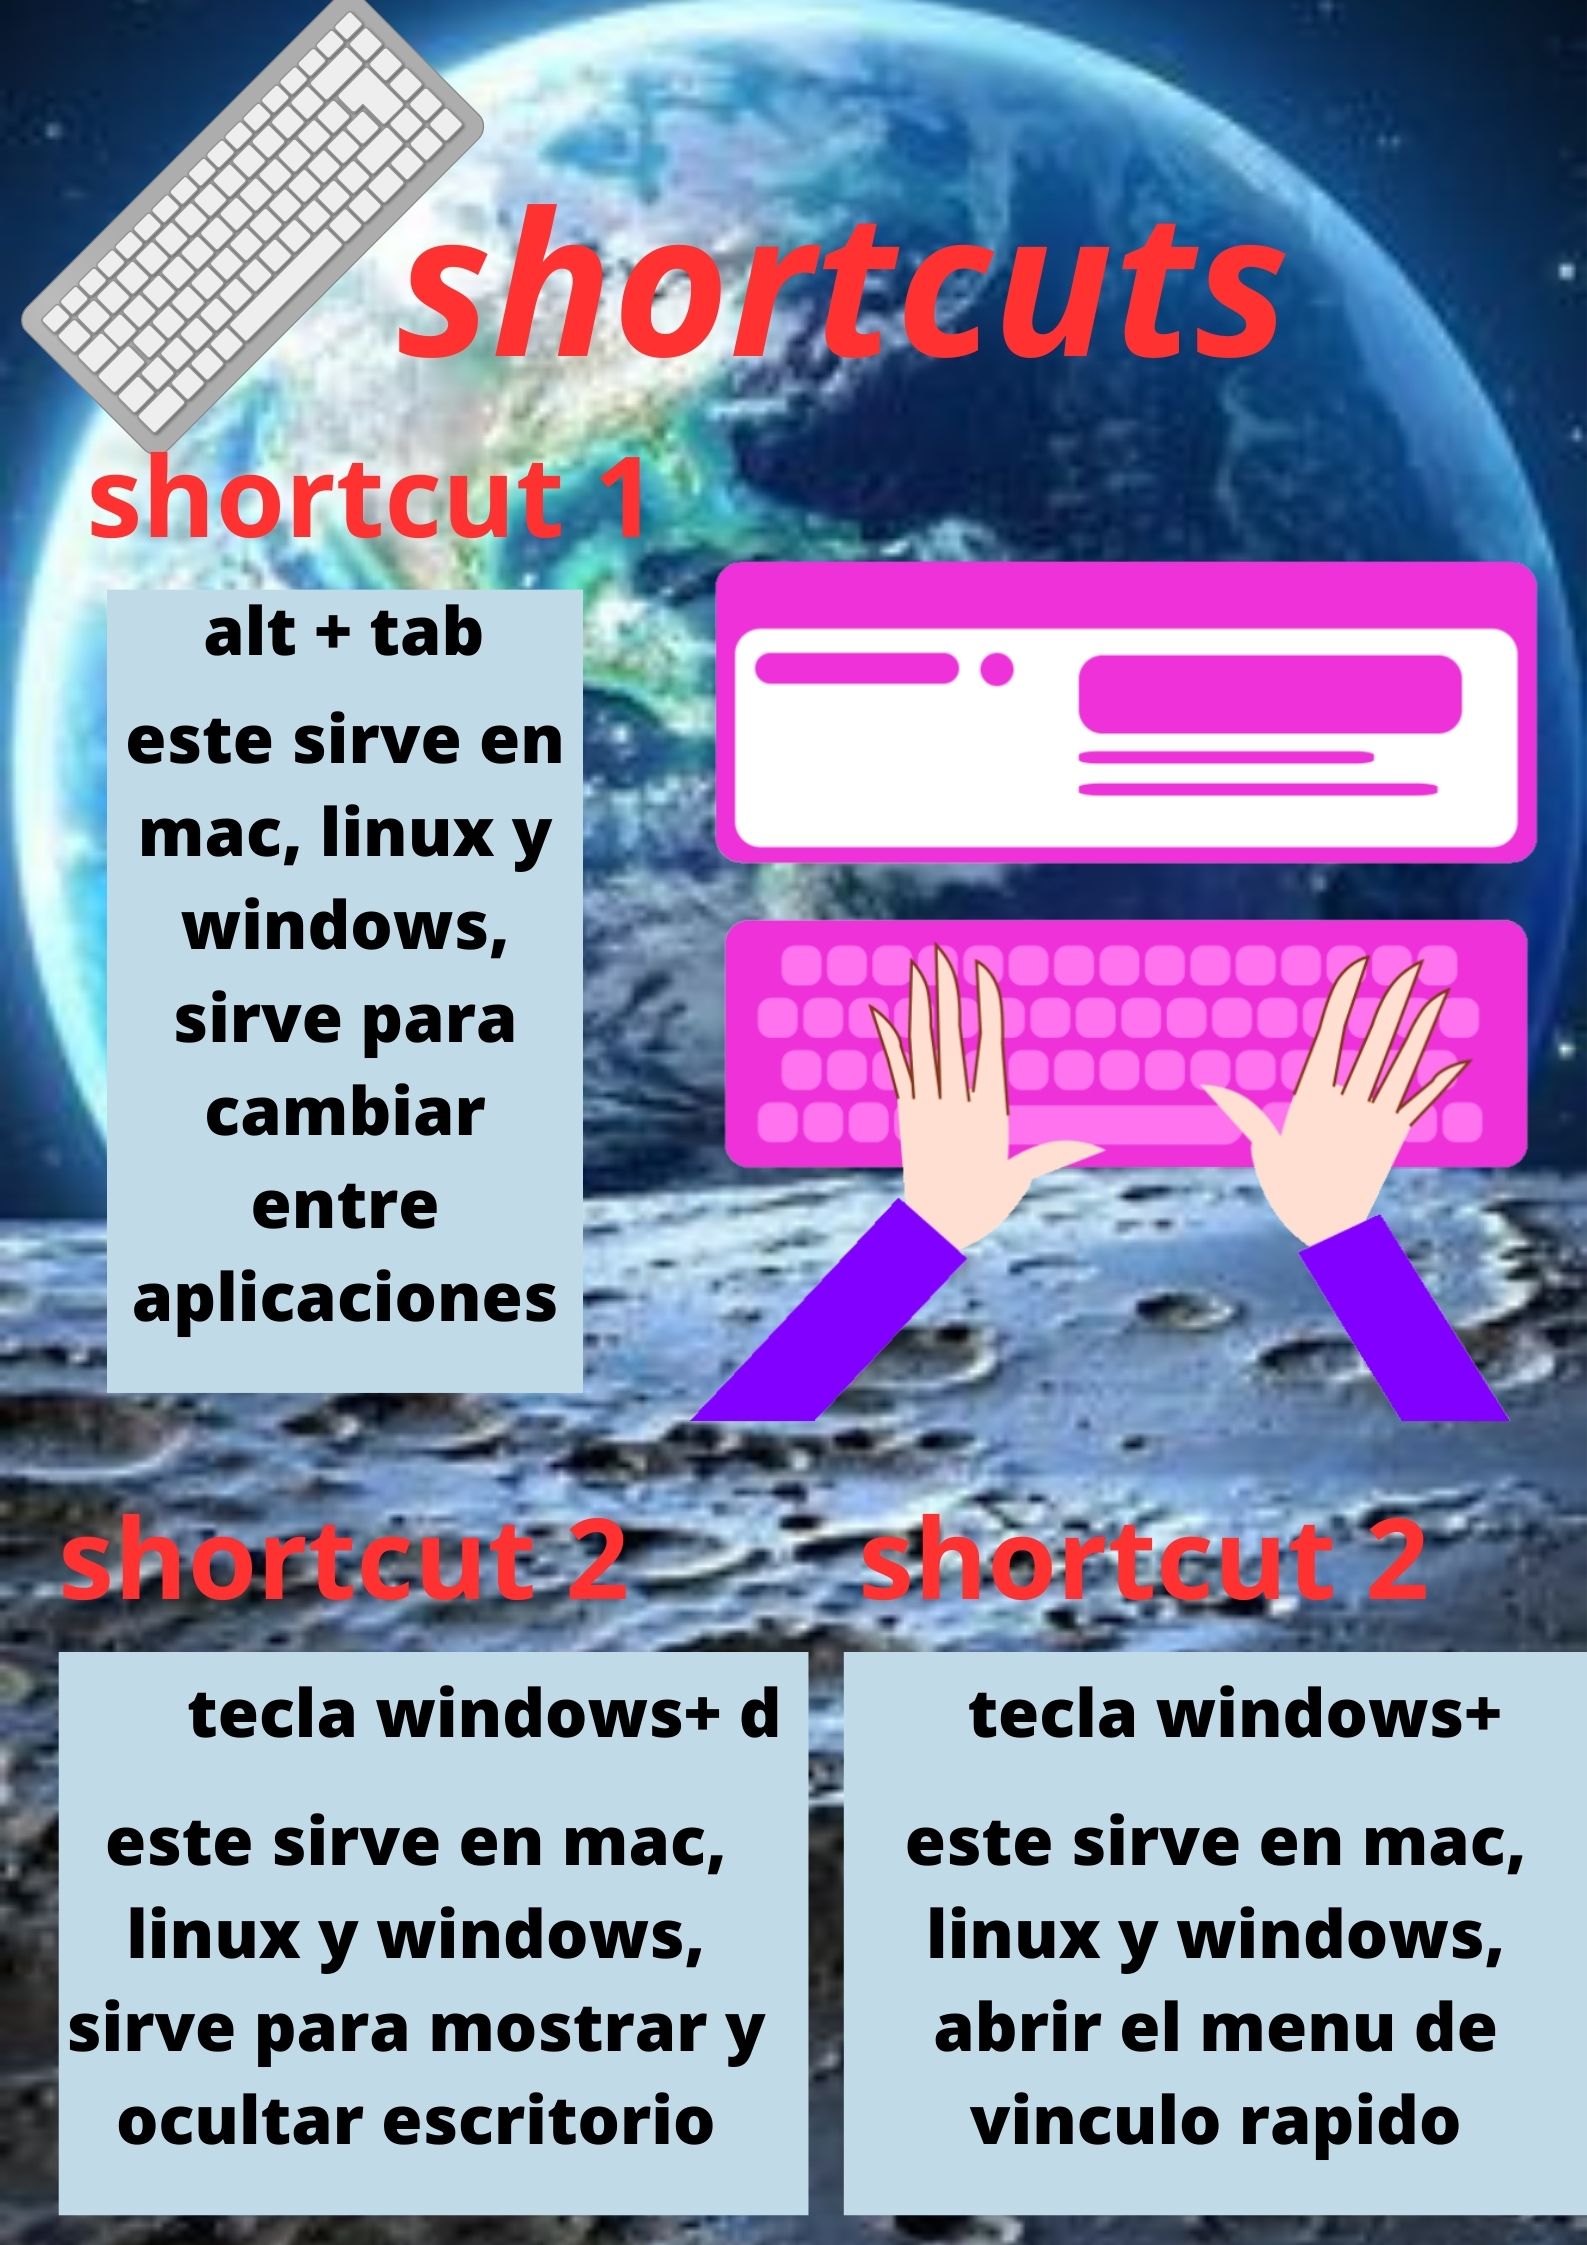 shortcuts
shortcut 1
alt + tab
este sirve en
mac, linux y
windows,
sirve para
cambiar
entre
aplicaciones
shortcut 2
tecla windows+ d
este sirve en mac,
linux y windows,
sirve para mostrar y
ocultar escritorio
shortcut 2
tecla windows+
este sirve en mac,
linux y windows,
abrir el menu de
vinculo rapido